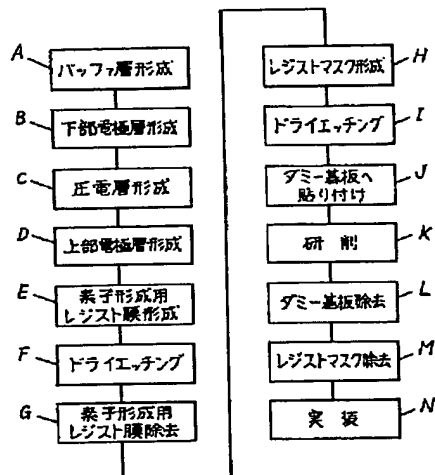 A
バッファ層形成
B
下部電極層形成
C
圧電層形成
D
上部電極層形成
E
素子形成用
レジスト膜形成
F
ドライエッチング
G
素子形成用
レジスト膜除去
H
レジストマスク形成
I
ドライエッチング
J
ダミー基板へ
貼り付け
K
研削
L
ダミー基板除去
M
レジストマスク除去
N
実装